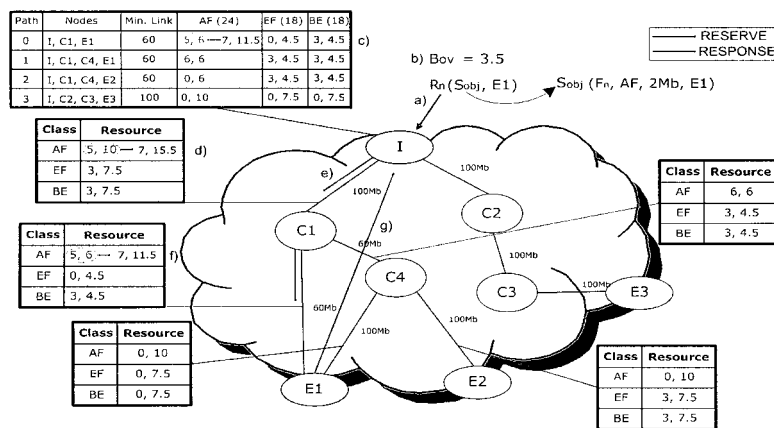 Path Nodes Min. Link AF (24) EF (18) BE (18)
0 I, C1, E1 60 5, 6 — 7, 11.5 0, 4.5 3, 4.5 c)
1 I, C1, C4, E1 60 6, 6 3, 4.5 3, 4.5
2 I, C1, C4, E2 60 0, 6 3, 4.5 3, 4.5
3 I, C2, C3, E3 100 0, 10 0, 7.5 0, 7.5
RESERVE
RESPONSE
b) Bov = 3.5
Rn(Sobj, E1) Sobj (Fn, AF, 2Mb, E1)
a)
Class Resource
AF 5, 10 — 7, 15.5 d)
EF 3, 7.5
BE 3, 7.5
I
e)
100Mb
100Mb
Class Resource
AF 6, 6
EF 3, 4.5
BE 3, 4.5
C1
C2
g)
60Mb
Class Resource
AF 5, 6 — 7, 11.5 f)
EF 0, 4.5
BE 3, 4.5
100Mb
C4
C3
100Mb
E3
60Mb
100Mb
100Mb
Class Resource
AF 0, 10
EF 0, 7.5
BE 0, 7.5
E1
E2
Class Resource
AF 0, 10
EF 3, 7.5
BE 3, 7.5